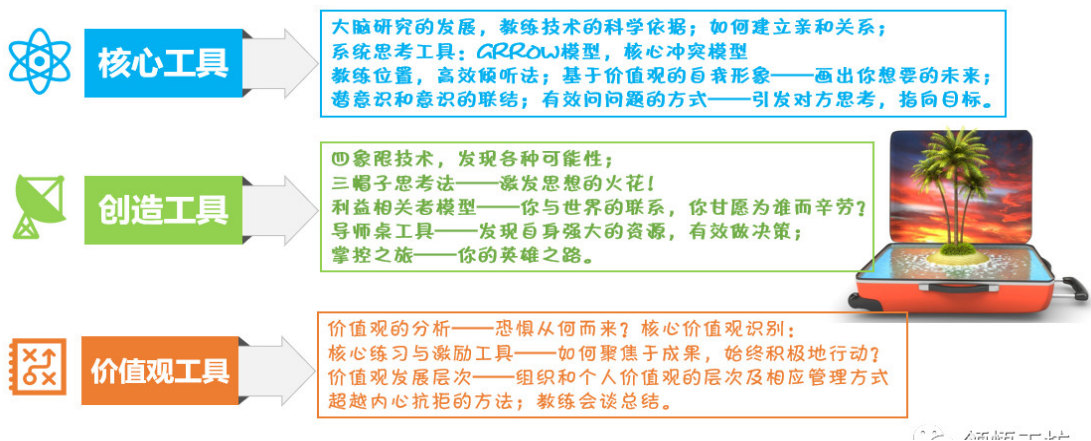 核心工具
大脑研究的发展，教练技术的科学依据；如何建立亲和关系；
系统思考工具：GRROW模型，核心冲突模型
教练位置，高效倾听法；基于价值观的自我形象——画出你想要的未来；
潜意识和意识的联结；有效问问题的方式——引发对方思考，指向目标。
创造工具
四象限技术，发现各种可能性；
三帽子思考法——激发思想的火花！
利益相关者模型——你与世界的联系，你甘愿为谁而辛劳？
导师桌工具——发现自身强大的资源，有效做决策；
掌控之旅——你的英雄之路。
价值观工具
价值观的分析——恐惧从何而来？核心价值观识别；
核心练习与激励工具——如何聚焦于成果，始终积极地行动？
价值观发展层次——组织和个人价值观的层次及相应管理方式
超越内心抗拒的方法；教练会谈总结。